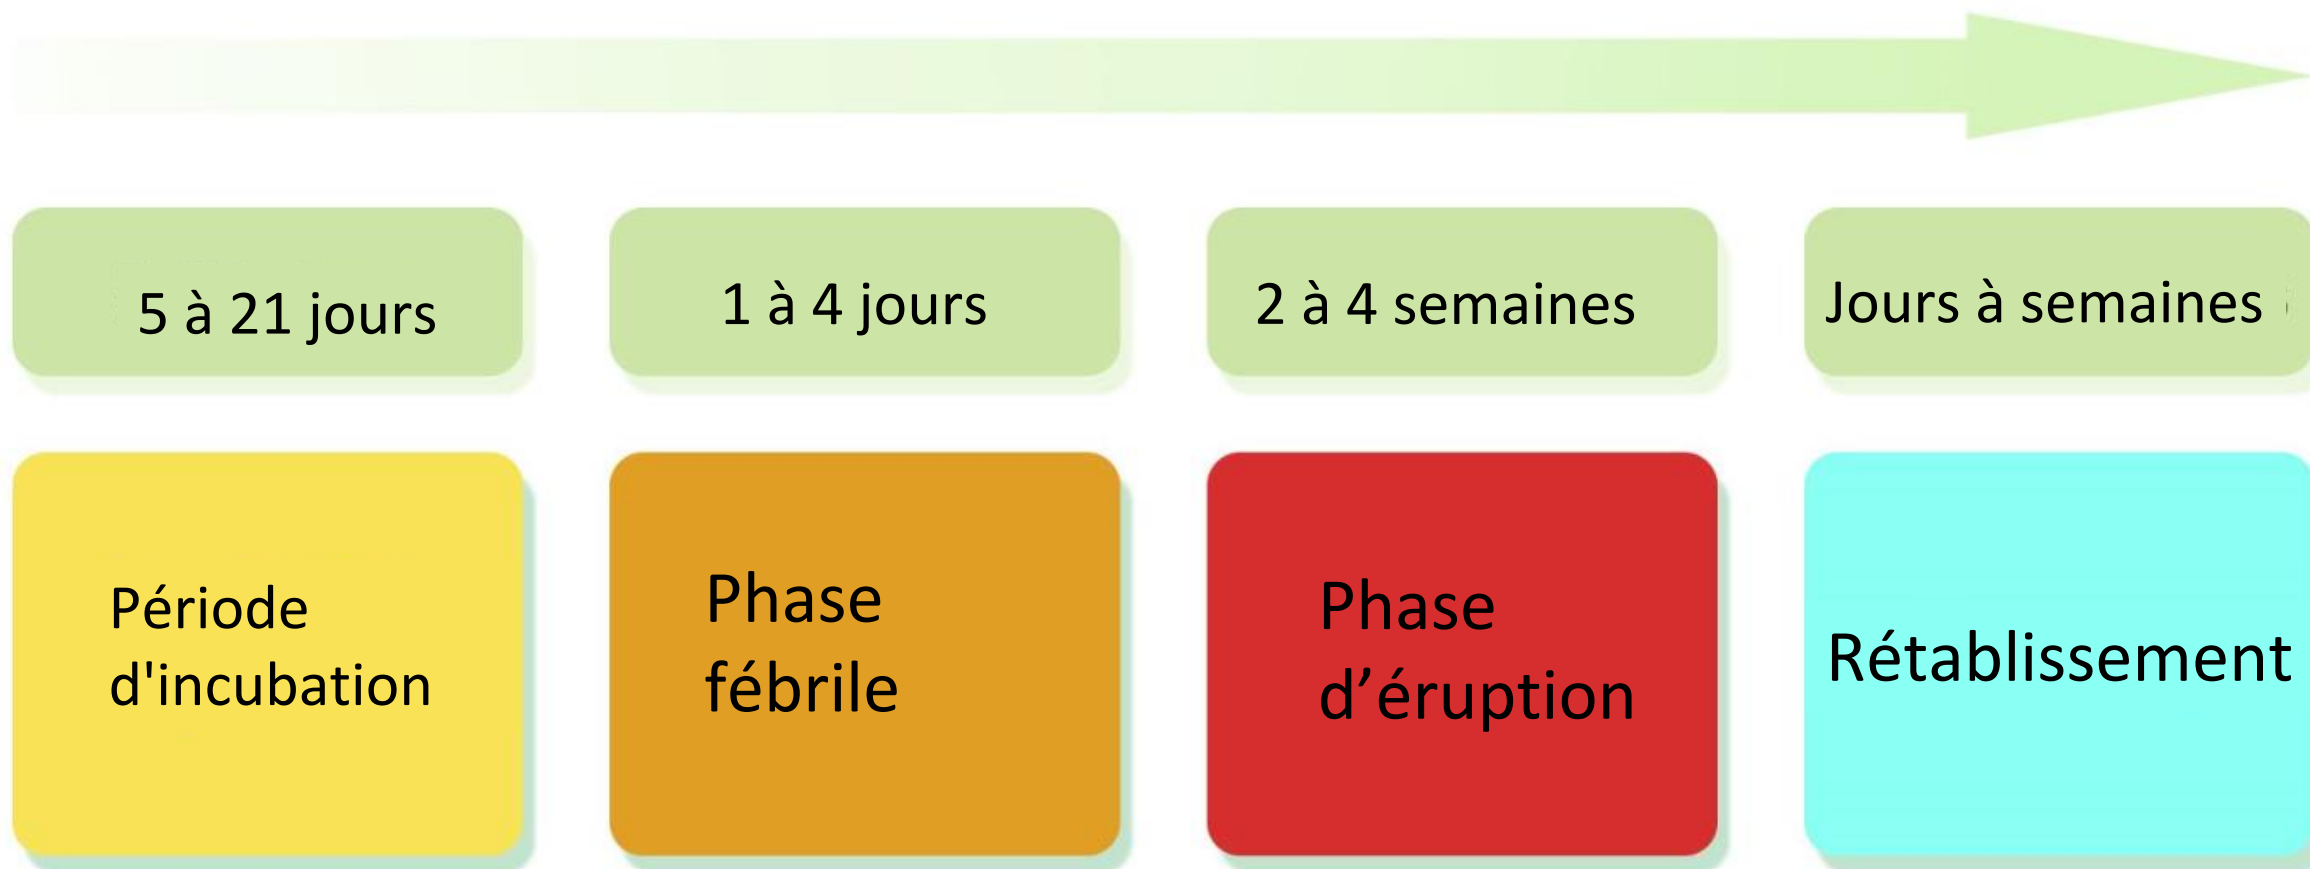 5 à 21 jours
1 à 4 jours
2 à 4 semaines
Jours à semaines
Période
d'incubation
Phase
fébrile
Phase
d’éruption
Rétablissement